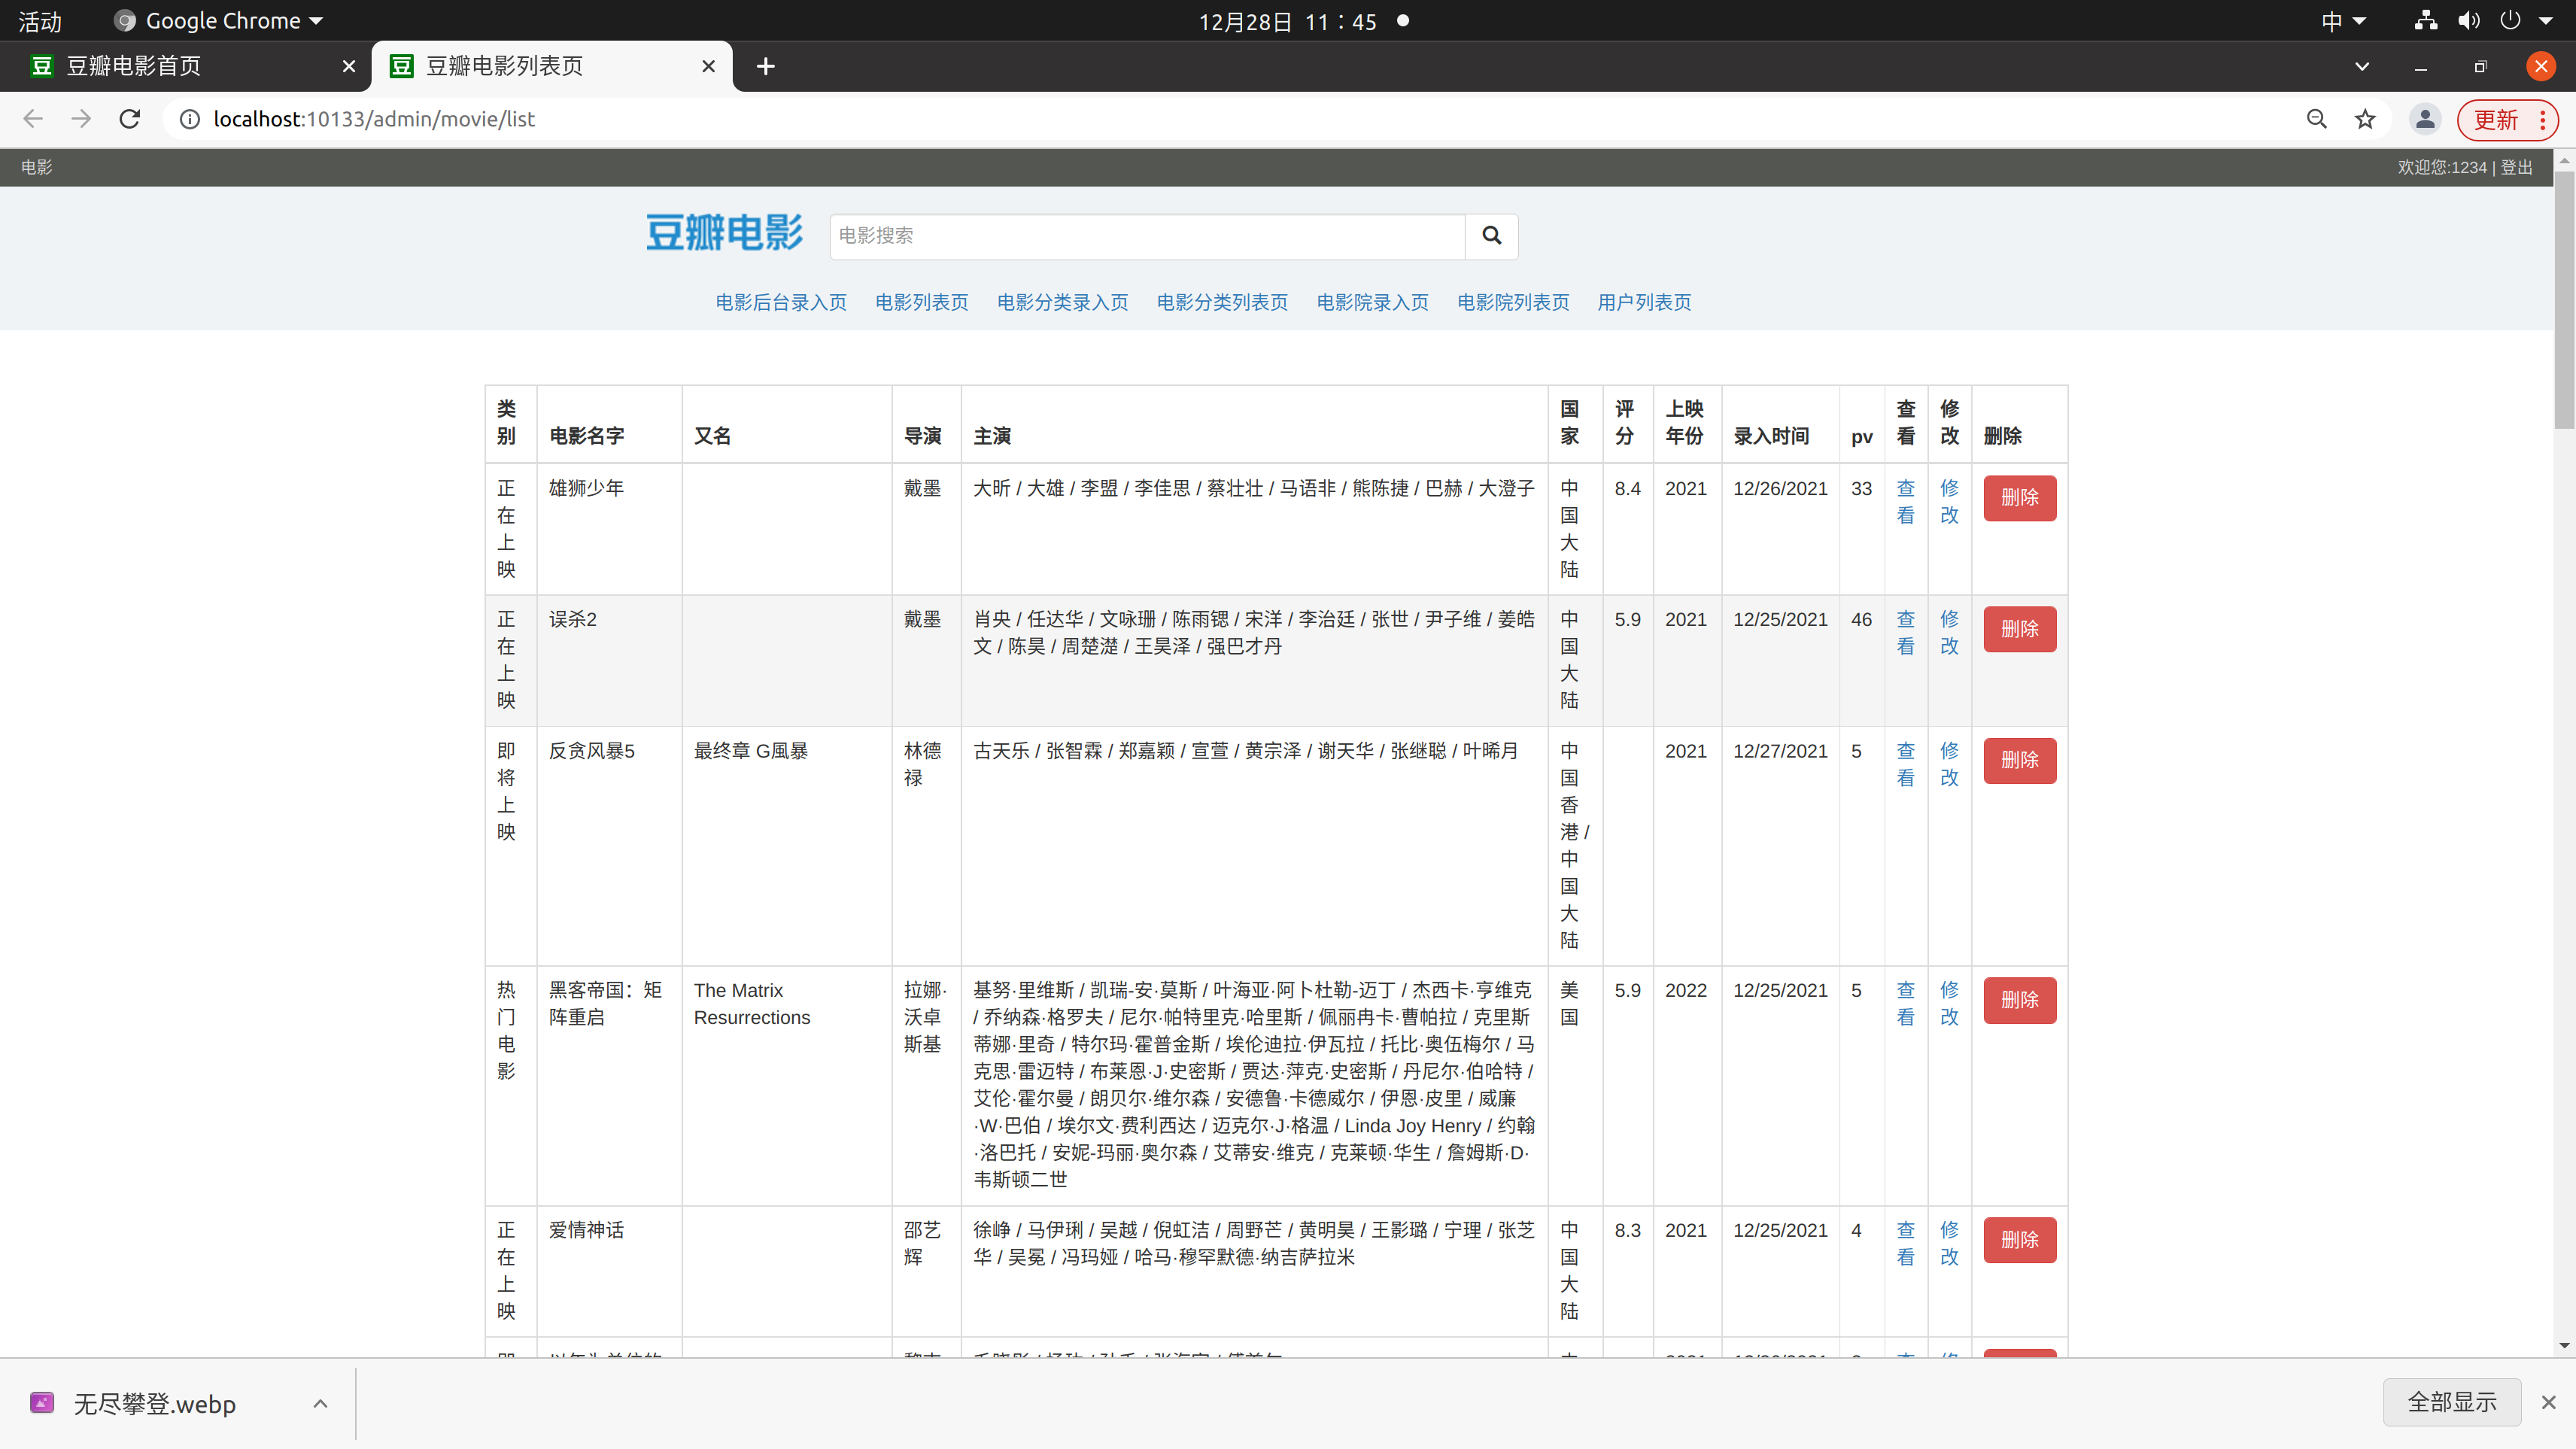 活动
Google Chrome
12月28日 11：45
中
豆瓣电影首页
豆瓣电影列表页
localhost:10133/admin/movie/list
更新
电影
欢迎您:1234 | 登出
豆瓣电影
电影搜索
电影后台录入页 电影列表页 电影分类录入页 电影分类列表页 电影院录入页 电影院列表页 用户列表页
类别 电影名字 又名 导演 主演 国家 评分 上映年份 录入时间 pv 查看 修改 删除
正在上映 雄狮少年 戴墨 大昕 / 大雄 / 李盟 / 李佳思 / 蔡壮壮 / 马语非 / 熊陈捷 / 巴赫 / 大澄子 中国大陆 8.4 2021 12/26/2021 33 查看 修改 删除
正在上映 误杀2 戴墨 肖央 / 任达华 / 文咏珊 / 陈雨锶 / 宋洋 / 李治廷 / 张世 / 尹子维 / 姜皓
文 / 陈昊 / 周楚濋 / 王昊泽 / 强巴才丹 中国大陆 5.9 2021 12/25/2021 46 查看 修改 删除
即将上映 反贪风暴5 最终章 G風暴 林德禄 古天乐 / 张智霖 / 郑嘉颖 / 宣萱 / 黄宗泽 / 谢天华 / 张继聪 / 叶晞月 中国香港 / 中国大陆 2021 12/27/2021 5 查看 修改 删除
热门电影 黑客帝国：矩阵重启 The Matrix Resurrections 拉娜·沃卓斯基 基努·里维斯 / 凯瑞-安·莫斯 / 叶海亚·阿卜杜勒-迈丁 / 杰西卡·亨维克
/ 乔纳森·格罗夫 / 尼尔·帕特里克·哈里斯 / 佩丽冉卡·曹帕拉 / 克里斯
蒂娜·里奇 / 特尔玛·霍普金斯 / 埃伦迪拉·伊瓦拉 / 托比·奥伍梅尔 / 马
克思·雷迈特 / 布莱恩·J·史密斯 / 贾达·萍克·史密斯 / 丹尼尔·伯哈特 /
艾伦·霍尔曼 / 朗贝尔·维尔森 / 安德鲁·卡德威尔 / 伊恩·皮里 / 威廉
·W·巴伯 / 埃尔文·费利西达 / 迈克尔·J·格温 / Linda Joy Henry / 约翰
·洛巴托 / 安妮-玛丽·奥尔森 / 艾蒂安·维克 / 克莱顿·华生 / 詹姆斯·D·
韦斯顿二世 美国 5.9 2022 12/25/2021 5 查看 修改 删除
正在上映 爱情神话 邵艺辉 徐峥 / 马伊琍 / 吴越 / 倪虹洁 / 周野芒 / 黄明昊 / 王影璐 / 宁理 / 张芝
华 / 吴冕 / 冯玛娅 / 哈马·穆罕默德·纳吉萨拉米 中国大陆 8.3 2021 12/25/2021 4 查看 修改 删除
无尽攀登.webp
全部显示